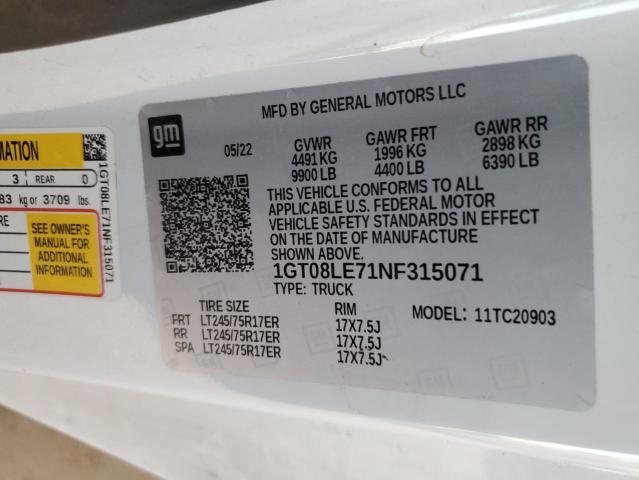 MATION
3 REAR 0
83 kg or 3709 lbs.
RE
SEE OWNER'S
MANUAL FOR
ADDITIONAL
INFORMATION
1GT08LE71NF315071
gm
MFD BY GENERAL MOTORS LLC
05/22
GVWR GAWR FRT GAWR RR
4491 KG 1996 KG 2898 KG
9900 LB 4400 LB 6390 LB
THIS VEHICLE CONFORMS TO ALL
APPLICABLE U.S. FEDERAL MOTOR
VEHICLE SAFETY STANDARDS IN EFFECT
ON THE DATE OF MANUFACTURE
SHOWN ABOVE.
1GT08LE71NF315071
TYPE: TRUCK
MODEL: 11TC20903
TIRE SIZE RIM
FRT LT245/75R17ER 17X7.5J
RR LT245/75R17ER 17X7.5J
SPA LT245/75R17ER 17X7.5J